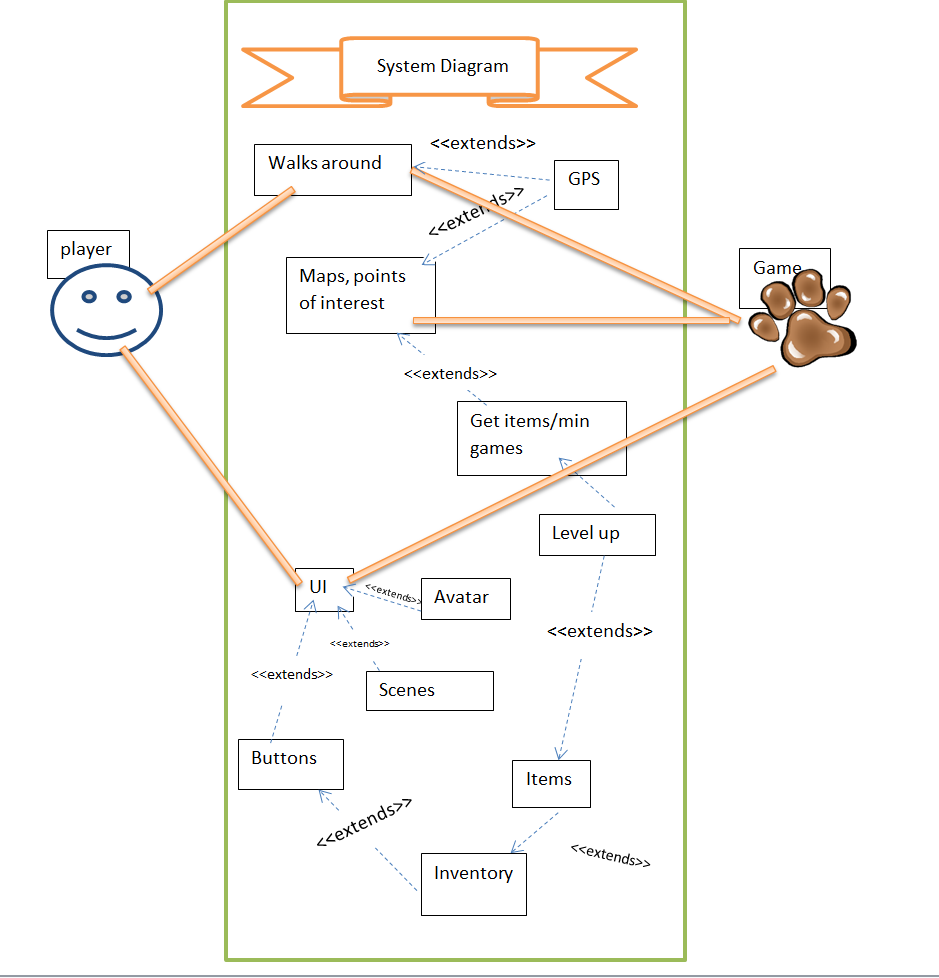 System Diagram
<<extends>>
Walks around
GPS
<<extends>>
player
Maps, points
of interest
Game
<<extends>>
Get items/min
games
Level up
UI
<<extends>>
Avatar
<<extends>>
<<extends>>
<<extends>>
Scenes
Buttons
Items
<<extends>>
<<extends>>
Inventory